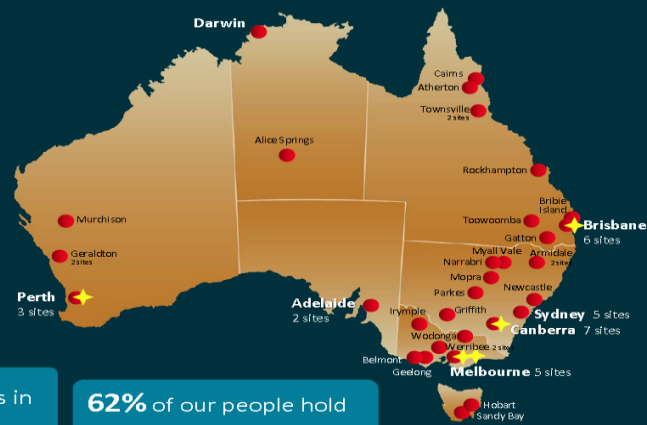 Darwin
Cairns
Atherton
Townsville
2 sites
Alice Springs
Rockhampton
Bribie
Island
Murchison
Toowoomba
Brisbane
Gatton
6 sites
Geraldton
2 sites
Myall Vale
Armidale
Narrabri
2 sites
Mopra
Parkes
Newcastle
Perth
3 sites
Adelaide
2 sites
Irymple
Griffith
Sydney 5 sites
Canberra 7 sites
Wodonga
Werribee 2 sites
Belmont
Geelong
Melbourne 5 sites
s in
62% of our people hold
Hobart
Sandy Bay